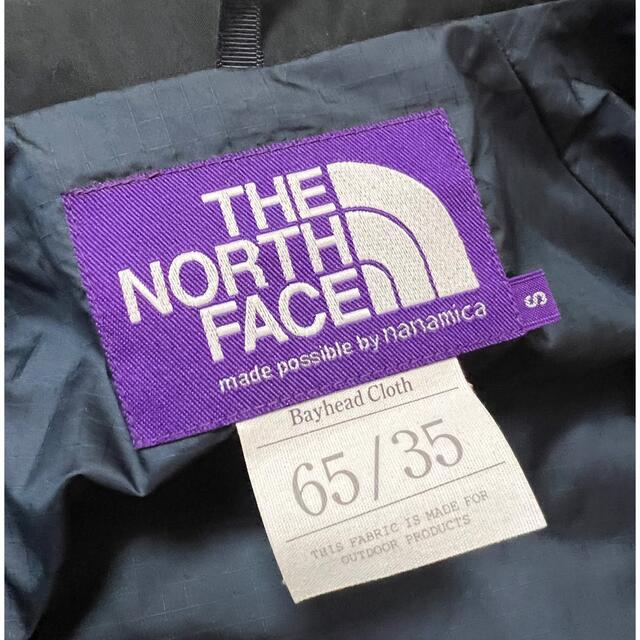 THE
NORTH
FACE
made possible by nanamica
S
Bayhead Cloth
65/35
THIS FABRIC IS MADE FOR
OUTDOOR PRODUCTS